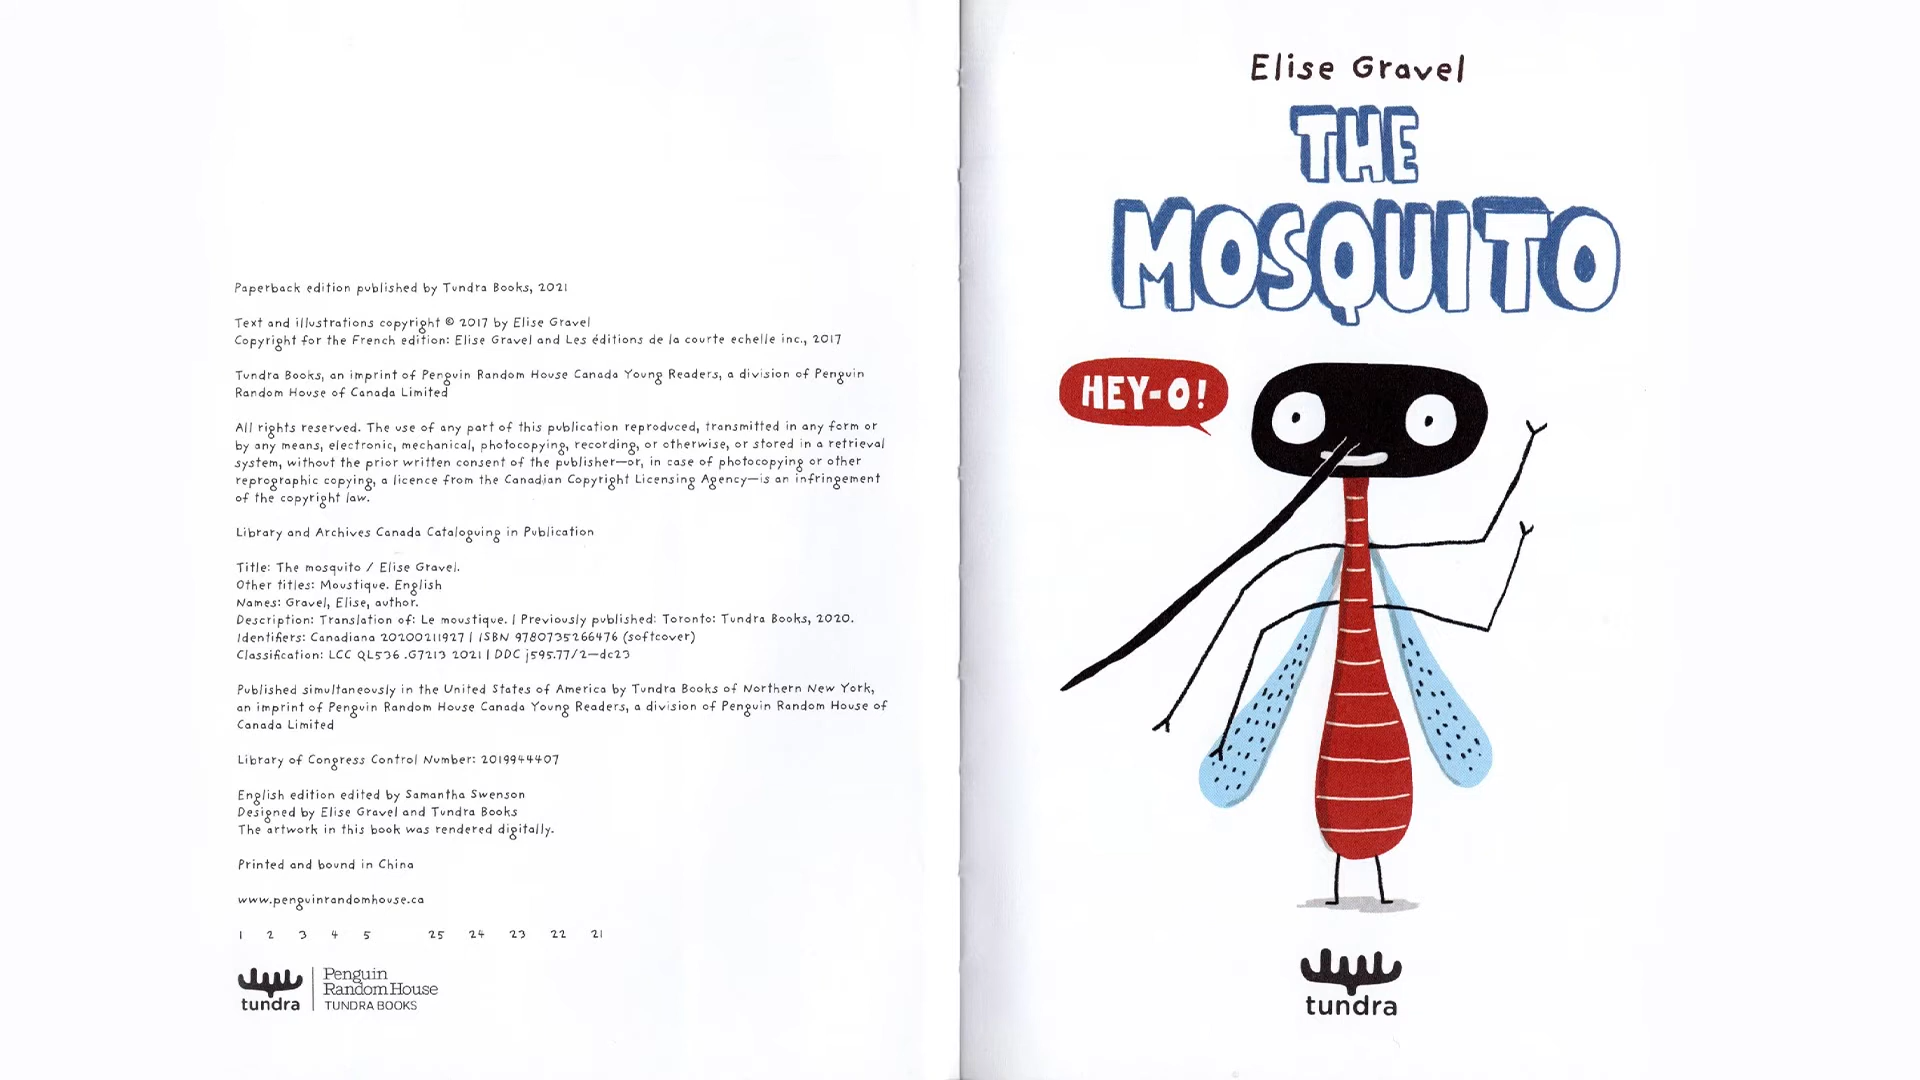 Paperback edition published by Tundra Books, 2021
Text and illustrations copyright © 2017 by Elise Gravel
Copyright for the French edition: Elise Gravel and Les éditions de la courte echelle inc., 2017
Tundra Books, an imprint of Penguin Random House Canada Young Readers, a division of Penguin
Random House of Canada Limited
All rights reserved. The use of any part of this publication reproduced, transmitted in any form or
by any means, electronic, mechanical, photocopying, recording, or otherwise, or stored in a retrieval
system, without the prior written consent of the publisher—or, in case of photocopying or other
reprographic copying, a licence from the Canadian Copyright Licensing Agency—is an infringement
of the copyright law.
Library and Archives Canada Cataloguing in Publication
Title: The mosquito / Elise Gravel.
Other titles: Moustique. English
Names: Gravel, Elise, author.
Description: Translation of: Le moustique. | Previously published: Toronto: Tundra Books, 2020.
Identifiers: Canadiana 20200211927 | ISBN 9780735266476 (softcover)
Classification: LCC QL536 .G7213 2021 | DDC j595.77/2—dc23
Published simultaneously in the United States of America by Tundra Books of Northern New York,
an imprint of Penguin Random House Canada Young Readers, a division of Penguin Random House of
Canada Limited
Library of Congress Control Number: 2019944407
English edition edited by Samantha Swenson
Designed by Elise Gravel and Tundra Books
The artwork in this book was rendered digitally.
Printed and bound in China
www.penguinrandomhouse.ca
1 2 3 4 5 25 24 23 22 21
tundra
Penguin
Random House
TUNDRA BOOKS
Elise Gravel
THE
MOSQUITO
HEY-O!
tundra